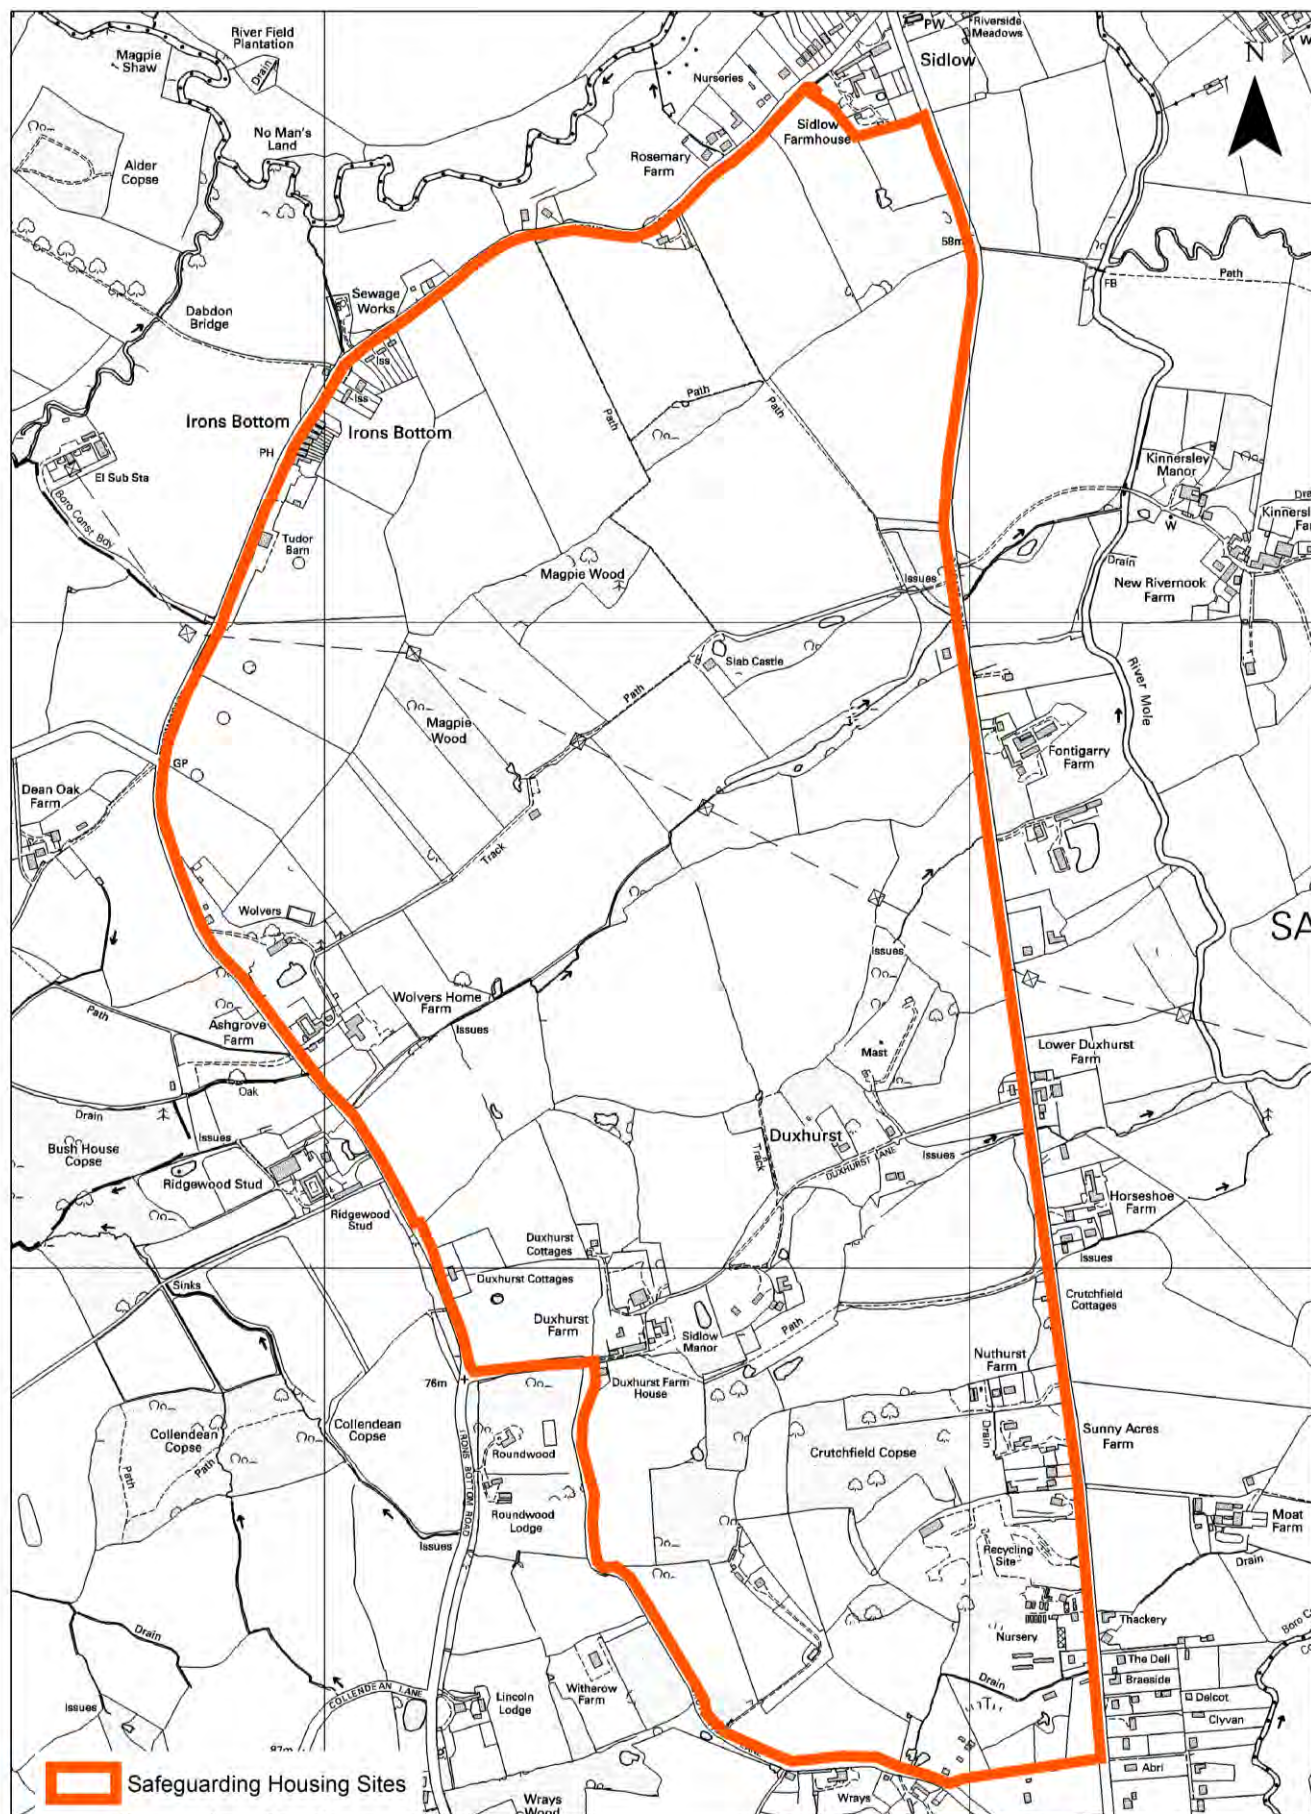 River Field
Plantation
Magpie
Shaw
Drain
No Man's
Land
Alder
Copse
Nurseries
PW
Riverside
Meadows
Sidlow
N
W
Sidlow
Farmhouse
Rosemary
Farm
58m
FB
Path
Sewage
Works
Dabdon
Bridge
Iss
Iss
Irons Bottom
Irons Bottom
PH
Path
Path
Path
El Sub Sta
Boro Const Bdy
Tudor
Barn
Kinnersley
Manor
W
Drain
New Rivernook
Farm
Magpie Wood
Issues
Slab Castle
Path
River Mole
Magpie
Wood
GP
Dean Oak
Farm
Fontigarry
Farm
Track
Wolvers
SA
Issues
Wolvers Home
Farm
Issues
Path
Ashgrove
Farm
Oak
Mast
Lower Duxhurst
Farm
Drain
Issues
Bush House
Copse
Ridgewood Stud
Ridgewood
Stud
Duxhurst
Track
DUXHURST LANE
Issues
Horseshoe
Farm
Issues
Duxhurst
Cottages
Duxhurst Cottages
Sinks
Crutchfield
Cottages
Duxhurst
Farm
Sidlow
Manor
Path
Nuthurst
Farm
76m
Duxhurst Farm
House
Drain
Sunny Acres
Farm
Collendean
Copse
Collendean
Copse
Path
Path
IRONS BOTTOM ROAD
Roundwood
Crutchfield Copse
Roundwood
Lodge
Issues
Moat
Farm
Drain
Recycling
Site
Nursery
Thackery
The Dell
Braeside
Delcot
Clyvan
Abri
Drain
Drain
Issues
COLLENDEAN LANE
Lincoln
Lodge
Witherow
Farm
87m
LANE
Wrays
Wrays
Wood
Safeguarding Housing Sites